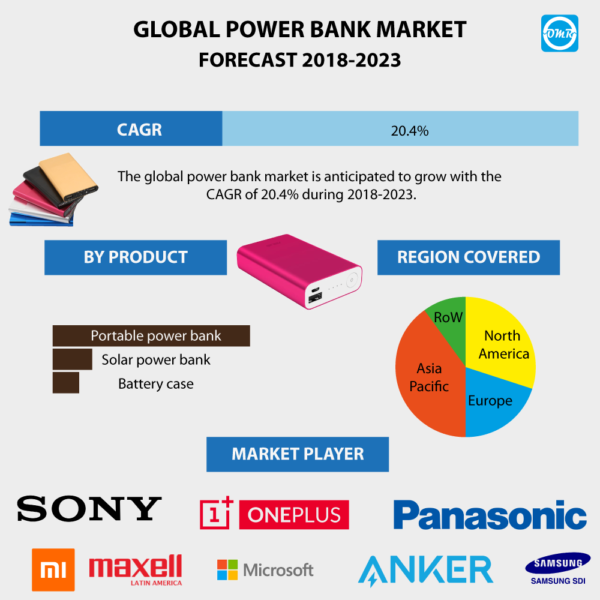 GLOBAL POWER BANK MARKET
FORECAST 2018-2023
OMR
CAGR
20.4%
The global power bank market is anticipated to grow with the
CAGR of 20.4% during 2018-2023.
BY PRODUCT
REGION COVERED
Portable power bank
Solar power bank
Battery case
RoW
North
America
Asia
Pacific
Europe
MARKET PLAYER
SONY
1+ ONEPLUS
Panasonic
mi
maxell
LATIN AMERICA
Microsoft
ANKER
SAMSUNG
SAMSUNG SDI